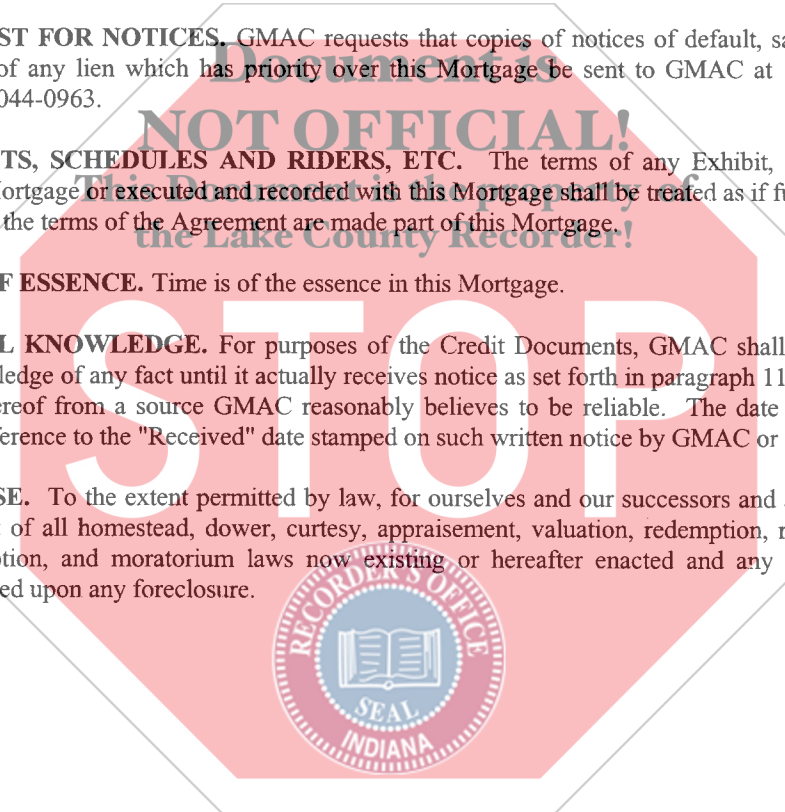 ST FOR NOTICES. GMAC requests that copies of notices of default, sa
of any lien which has priority over this Mortgage be sent to GMAC at
044-0963.
TS, SCHEDULES AND RIDERS, ETC. The terms of any Exhibit,
Mortgage or executed and recorded with this Mortgage shall be treated as if fu
the terms of the Agreement are made part of this Mortgage.
F ESSENCE. Time is of the essence in this Mortgage.
L KNOWLEDGE. For purposes of the Credit Documents, GMAC shall
ledge of any fact until it actually receives notice as set forth in paragraph 11
ereof from a source GMAC reasonably believes to be reliable. The date
ference to the "Received" date stamped on such written notice by GMAC or
SE. To the extent permitted by law, for ourselves and our successors and
of all homestead, dower, curtesy, appraisement, valuation, redemption, r
tion, and moratorium laws now existing or hereafter enacted and any
ed upon any foreclosure.
Document is
NOT OFFICIAL!
This Document is the property of
the Lake County Recorder!
STOP
RECORDER'S OFFICE
SEAL
INDIANA